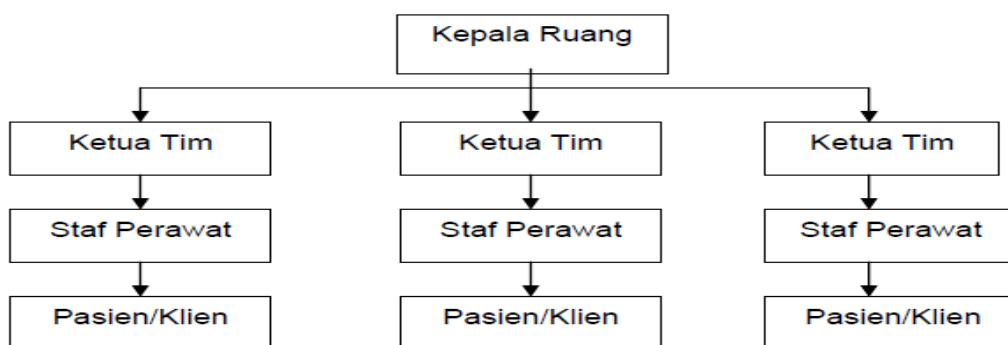 Kepala Ruang
Ketua Tim
Ketua Tim
Ketua Tim
Staf Perawat
Staf Perawat
Staf Perawat
Pasien/Klien
Pasien/Klien
Pasien/Klien